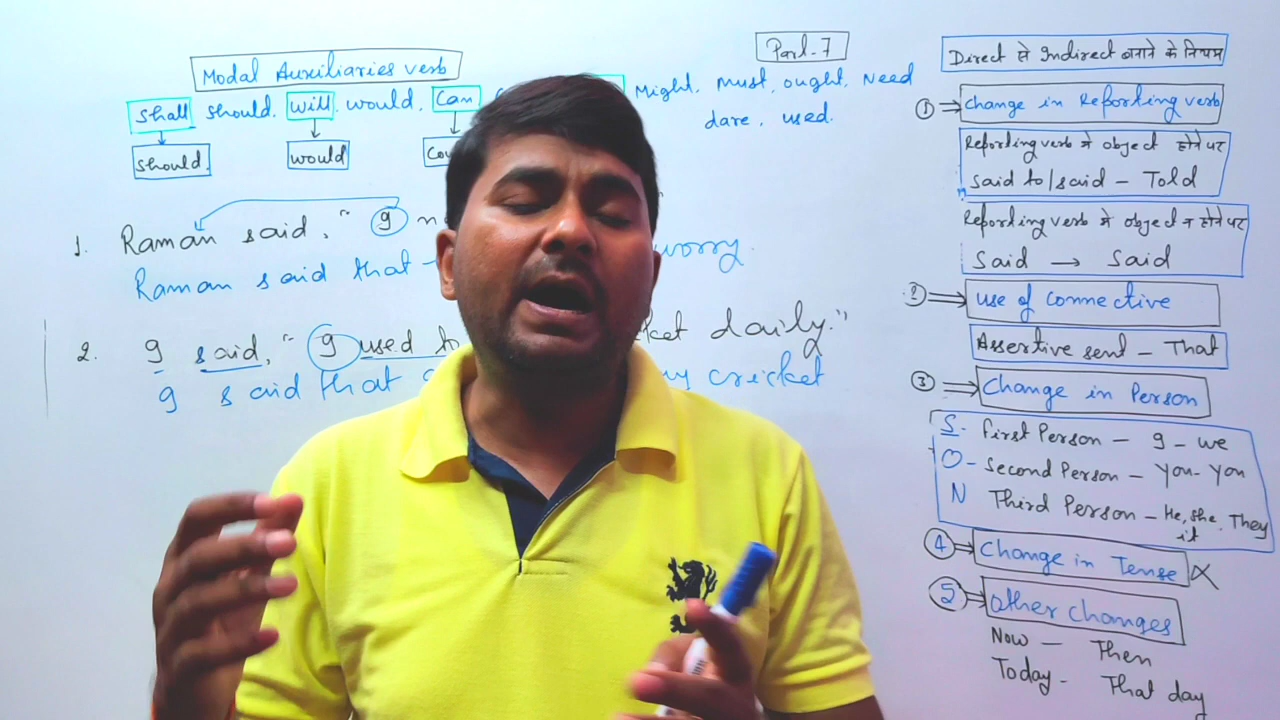 Part-7
Modal Auxiliaries verb
Shall should. will would. Can Might, must, ought, Need
dare, used.
should. would
1. Raman said, " I
Raman said that worry.
2. I said, " I used to daily."
I said that cricket
Direct से Indirect बनाने के नियम
① ⇒ change in Reporting verb
Reporting verb मे object होने पर
said to/said – Told
Reporting verb मे object न होने पर
Said → said
② ⇒ use of Connective
Assertive sent – That
③ ⇒ Change in Person
S - First Person – I – we
O - Second Person – You - You
N Third Person – He, she, They
it
④ ⇒ Change in Tense X
⑤ ⇒ other changes
Now – Then
Today - That day